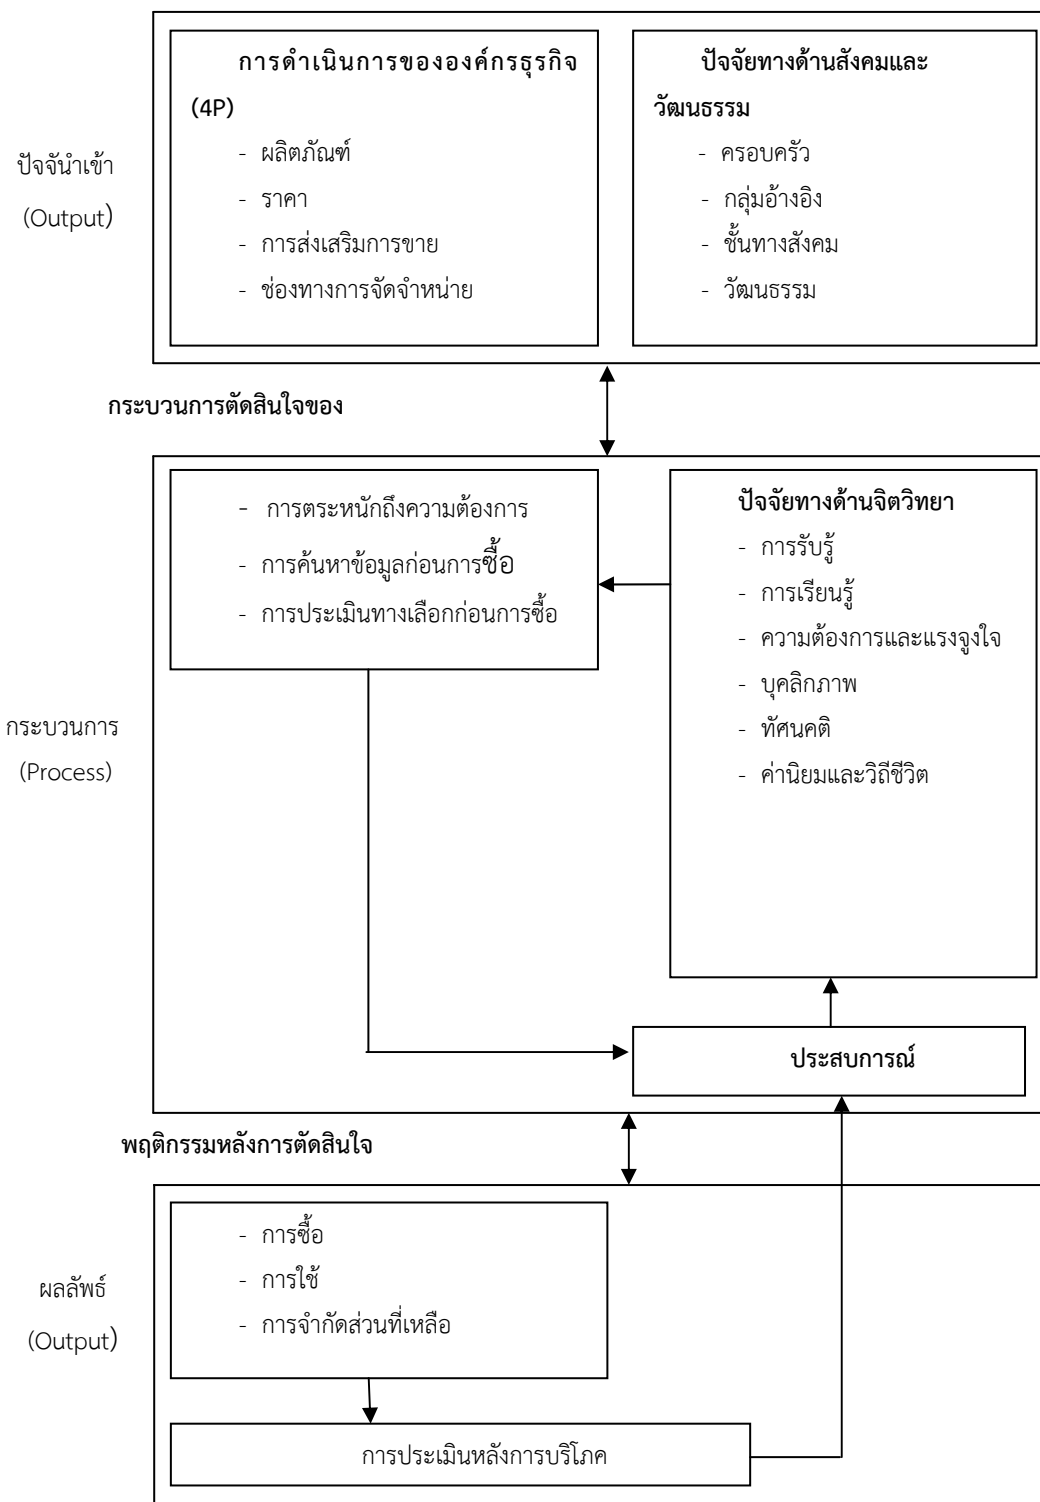 การดำเนินการขององค์กรธุรกิจ
(4P)
- ผลิตภัณฑ์
- ราคา
- การส่งเสริมการขาย
- ช่องทางการจัดจำหน่าย
ปัจจัยทางด้านสังคมและ
วัฒนธรรม
- ครอบครัว
- กลุ่มอ้างอิง
- ชั้นทางสังคม
- วัฒนธรรม
ปัจจันำเข้า
(Output)
กระบวนการตัดสินใจของ
- การตระหนักถึงความต้องการ
- การค้นหาข้อมูลก่อนการซื้อ
- การประเมินทางเลือกก่อนการซื้อ
ปัจจัยทางด้านจิตวิทยา
- การรับรู้
- การเรียนรู้
- ความต้องการและแรงจูงใจ
- บุคลิกภาพ
- ทัศนคติ
- ค่านิยมและวิถีชีวิต
กระบวนการ
(Process)
ประสบการณ์
พฤติกรรมหลังการตัดสินใจ
- การซื้อ
- การใช้
- การจำกัดส่วนที่เหลือ
ผลลัพธ์
(Output)
การประเมินหลังการบริโภค